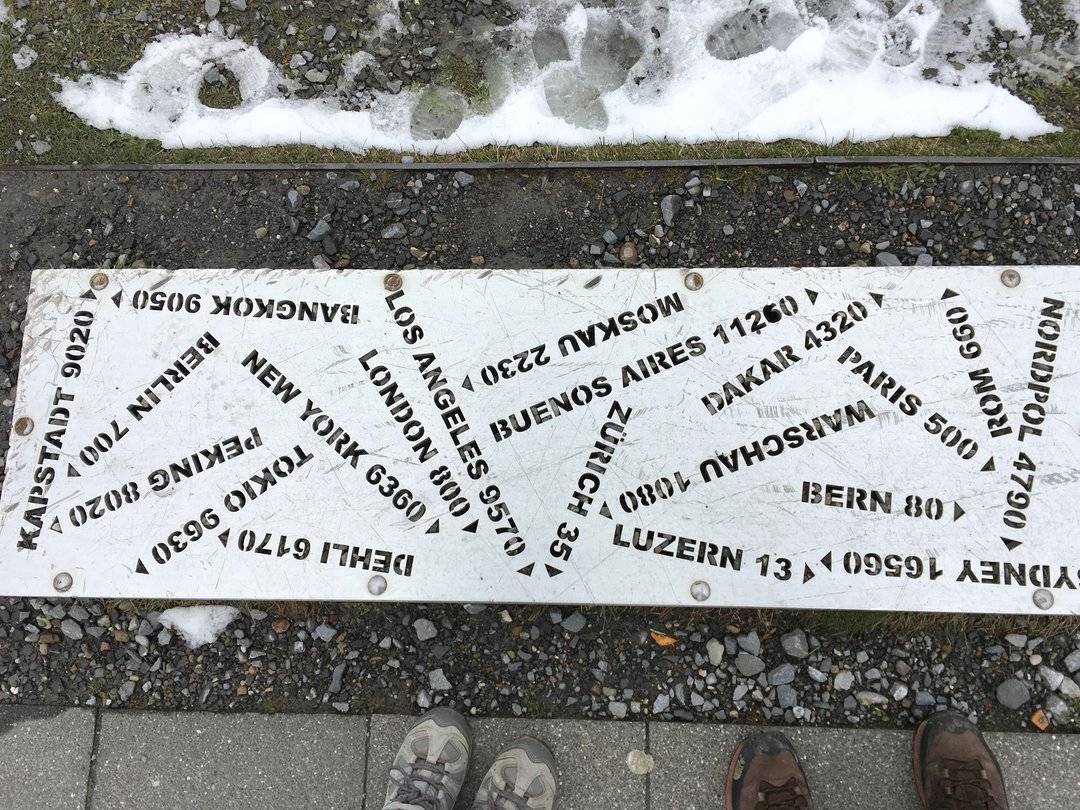 KAPSTADT 9020
BANGKOK 9050
BERLIN 700
PEKING 8020
TOKIO 9630
NEW YORK 6360
DEHLI 6170
LONDON 800
LOS ANGELES 9570
MOSKAU 2230
BUENOS AIRES 11260
ZÜRICH 35
DAKAR 4320
WARSCHAU 1080
LUZERN 13
PARIS 500
BERN 80
ROM 660
NORDPOL 4790
SYDNEY 16560